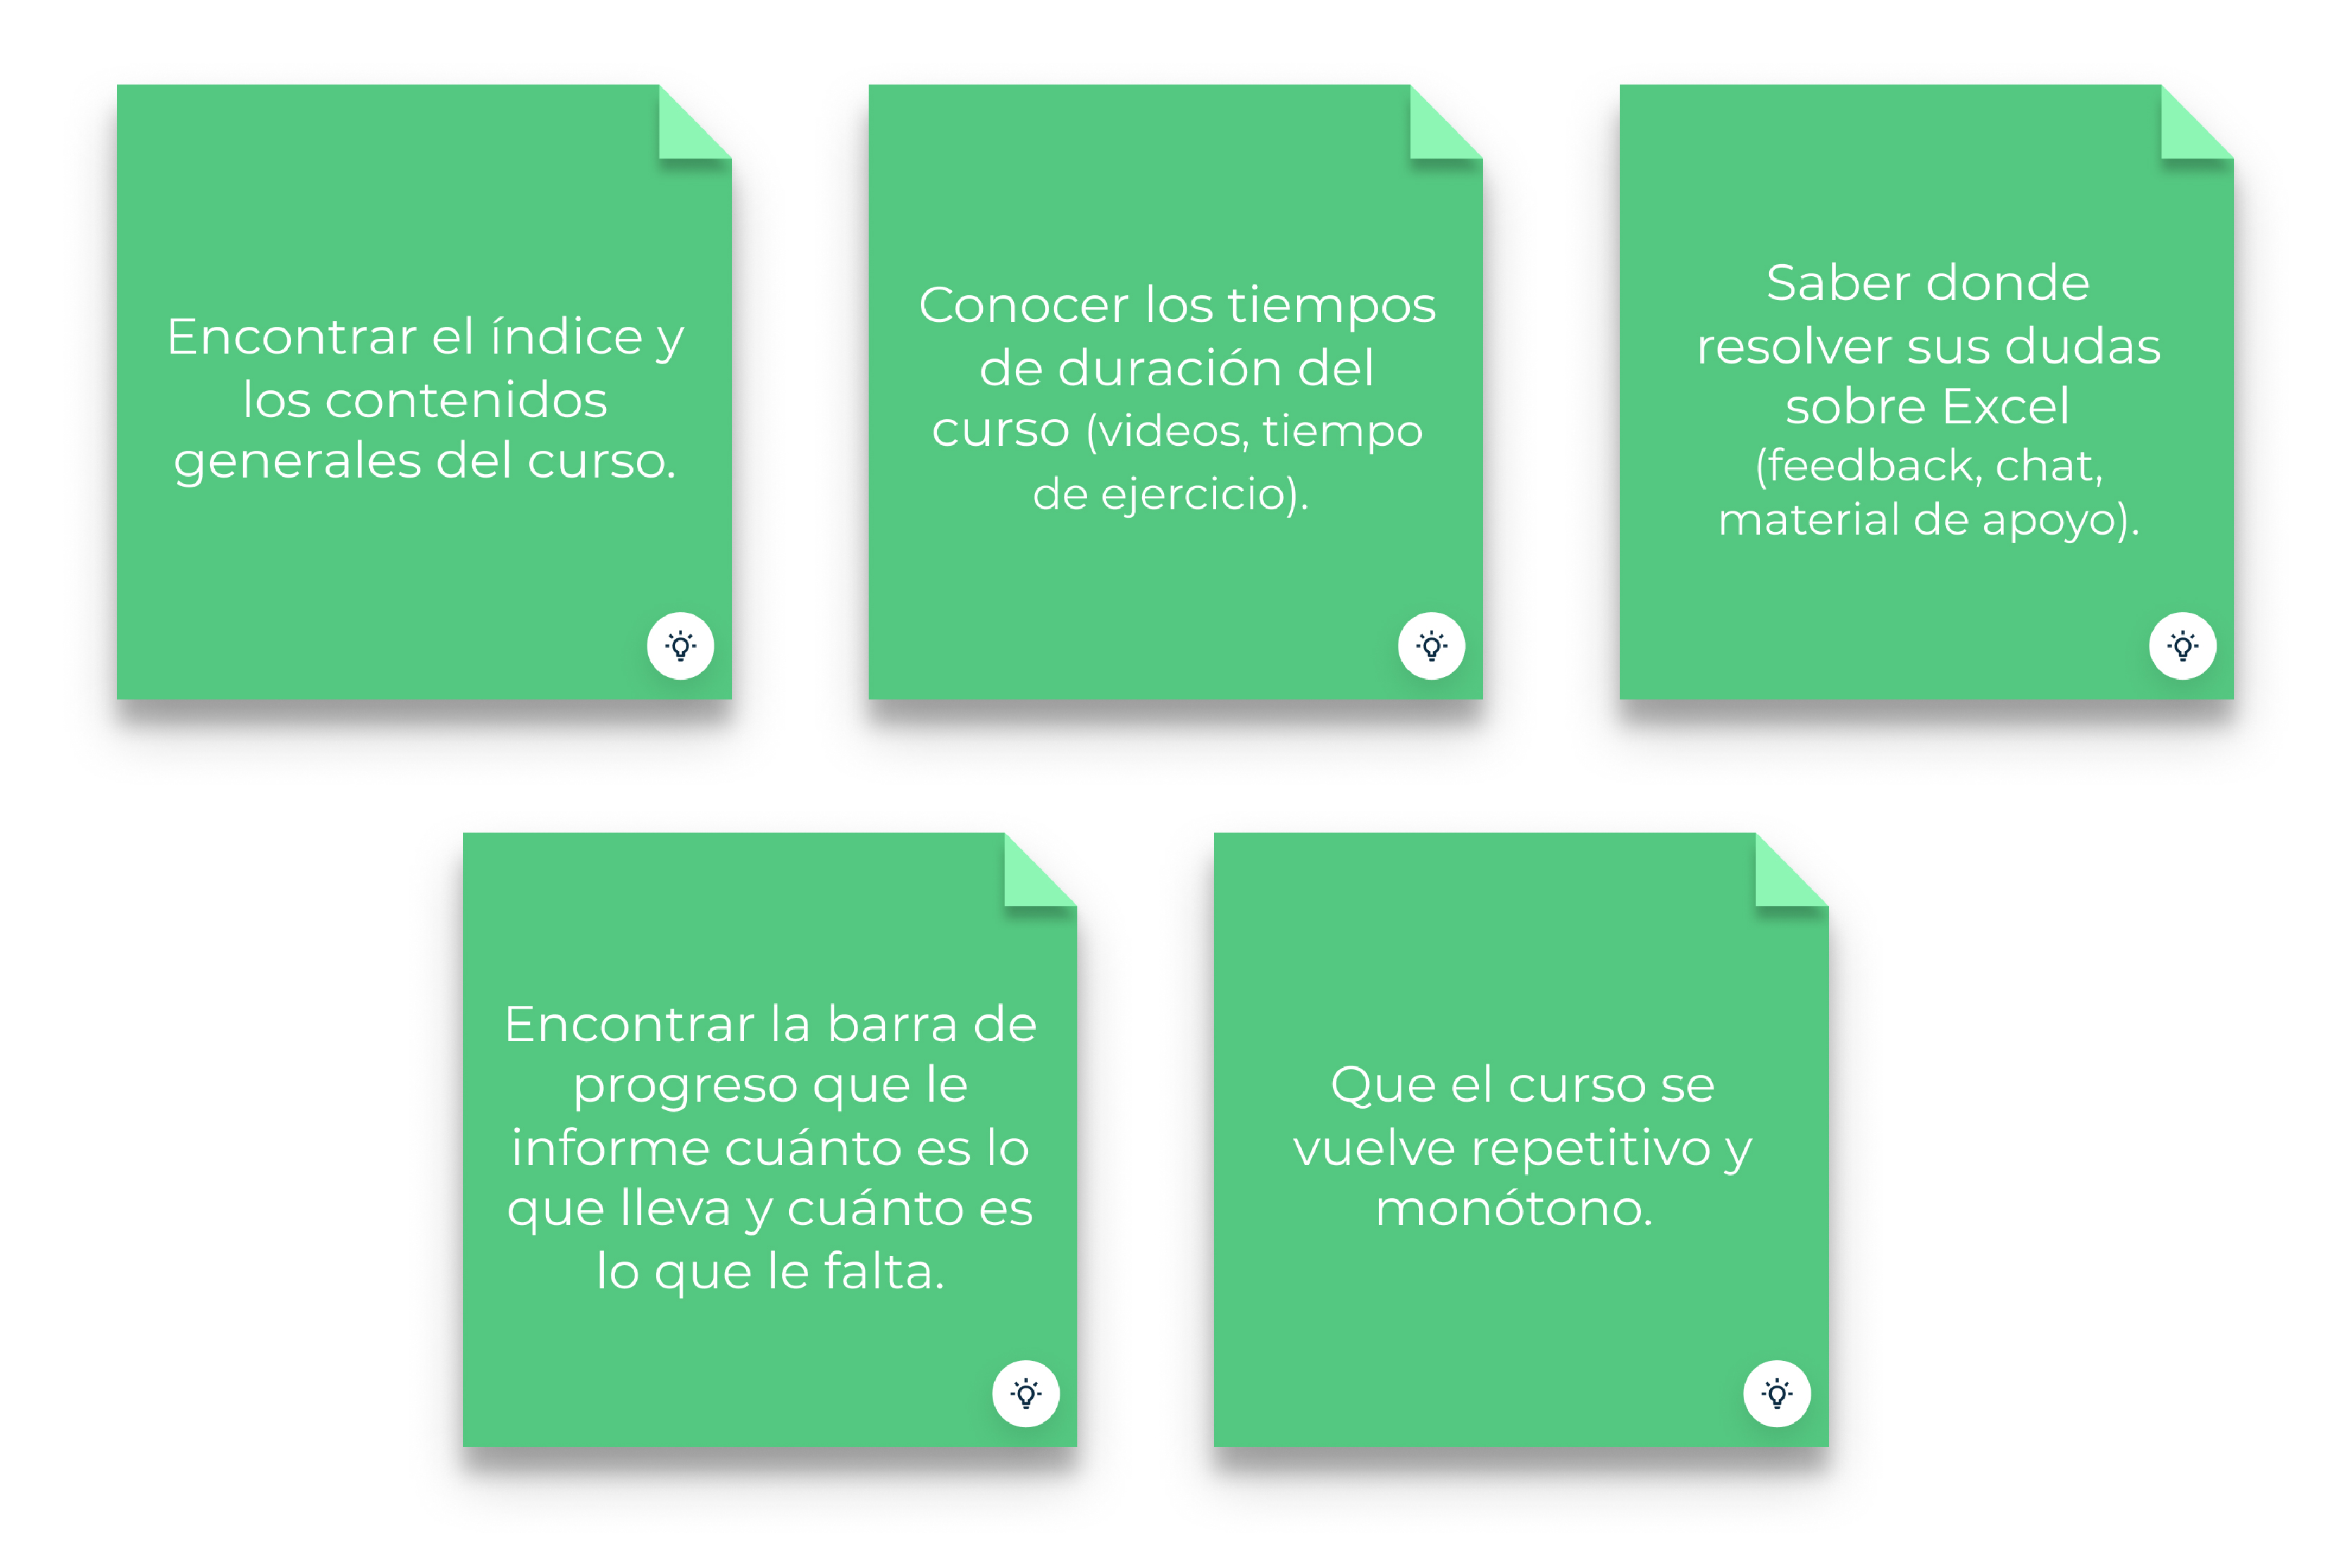 Encontrar el índice y
los contenidos
generales del curso.
Conocer los tiempos
de duración del
curso (videos, tiempo
de ejercicio).
Saber donde
resolver sus dudas
sobre Excel
(feedback, chat,
material de apoyo).
Encontrar la barra de
progreso que le
informe cuánto es lo
que lleva y cuánto es
lo que le falta.
Que el curso se
vuelve repetitivo y
monótono.